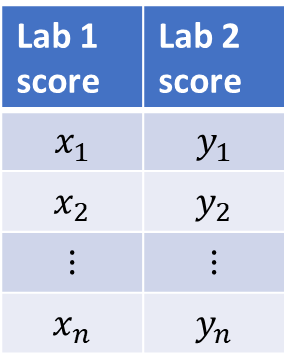 Lab 1 score Lab 2 score
x₁ y₁
x₂ y₂
⋮ ⋮
xₙ yₙ